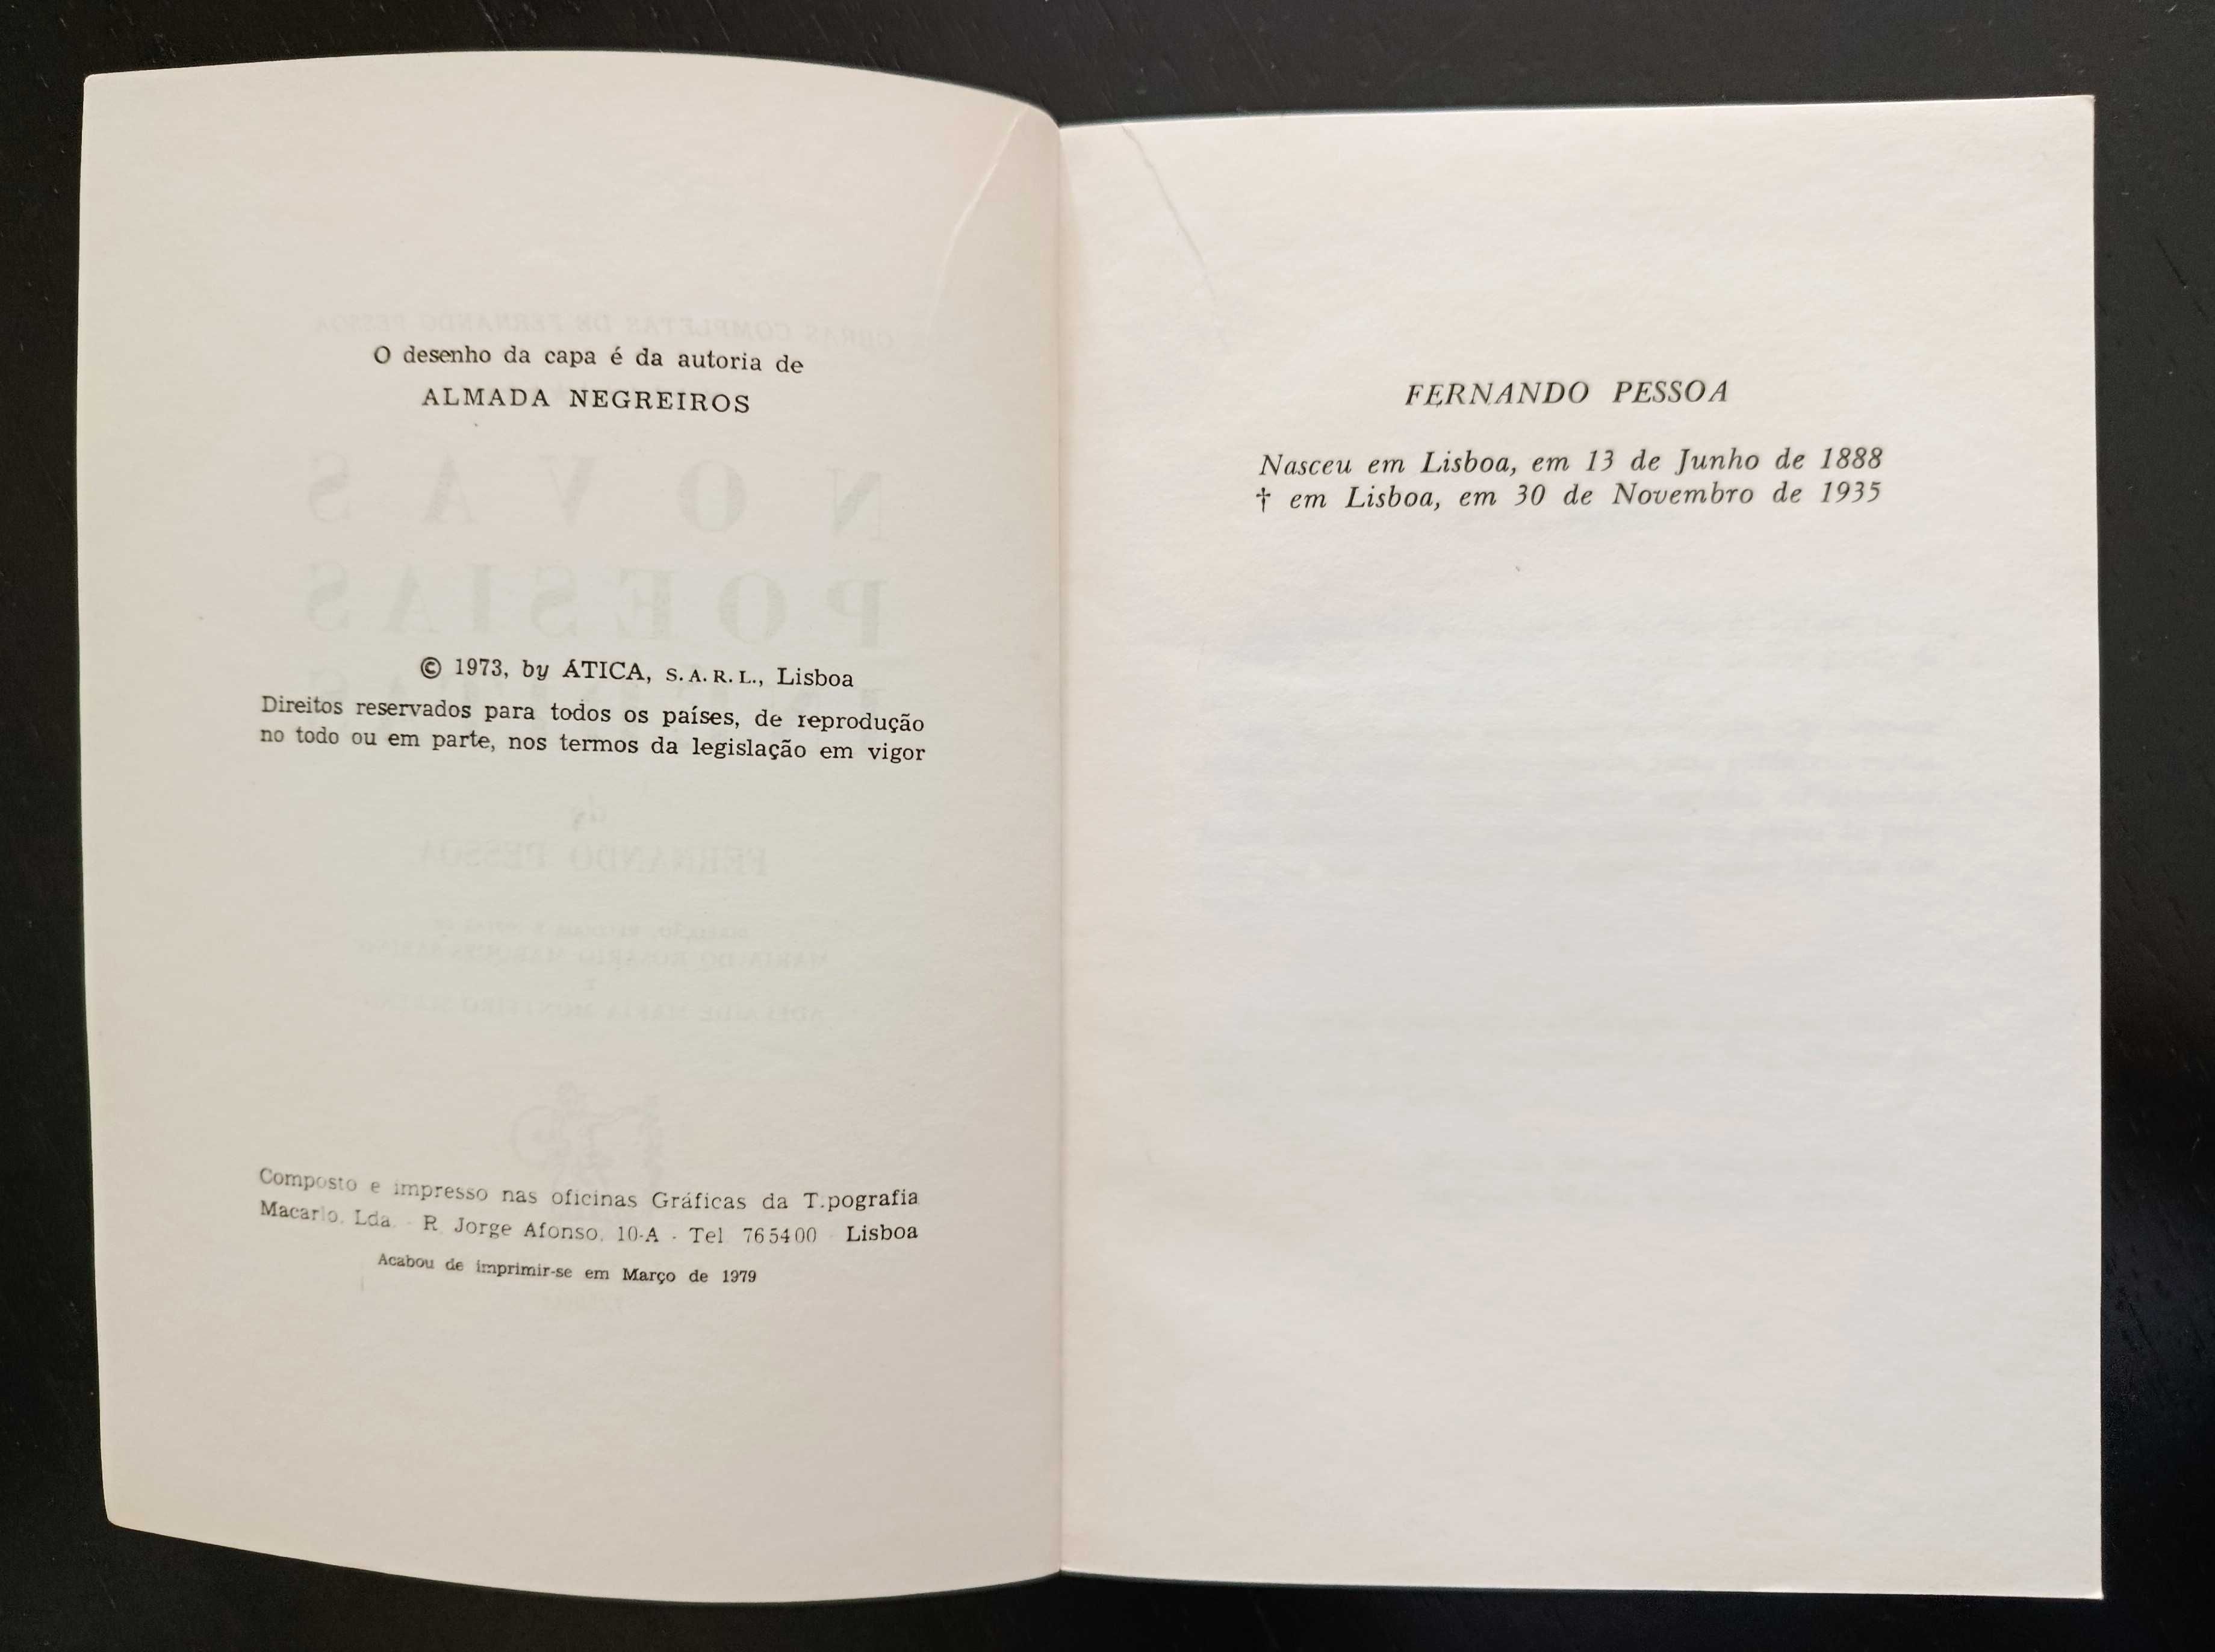 O desenho da capa é da autoria de
ALMADA NEGREIROS
© 1973, by ÁTICA, S. A. R. L., Lisboa
Direitos reservados para todos os países, de reprodução
no todo ou em parte, nos termos da legislação em vigor
Composto e impresso nas oficinas Gráficas da T.pografia
Macarlo, Lda. - R. Jorge Afonso, 10-A - Tel. 765400 - Lisboa
Acabou de imprimir-se em Março de 1979
FERNANDO PESSOA
Nasceu em Lisboa, em 13 de Junho de 1888
† em Lisboa, em 30 de Novembro de 1935